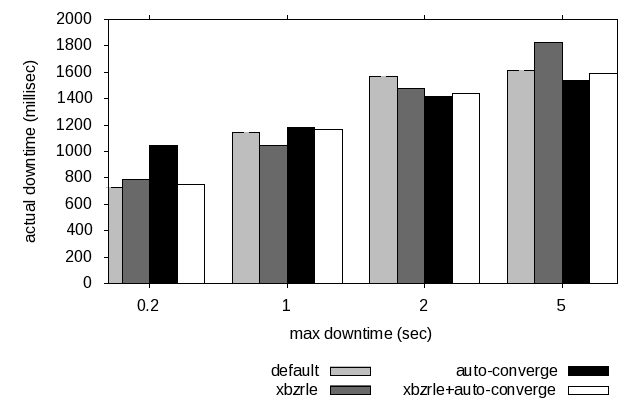 2000
1800
1600
1400
1200
1000
800
600
400
200
0
actual downtime (millisec)
0.2 1 2 5
max downtime (sec)
default auto-converge
xbzrle xbzrle+auto-converge